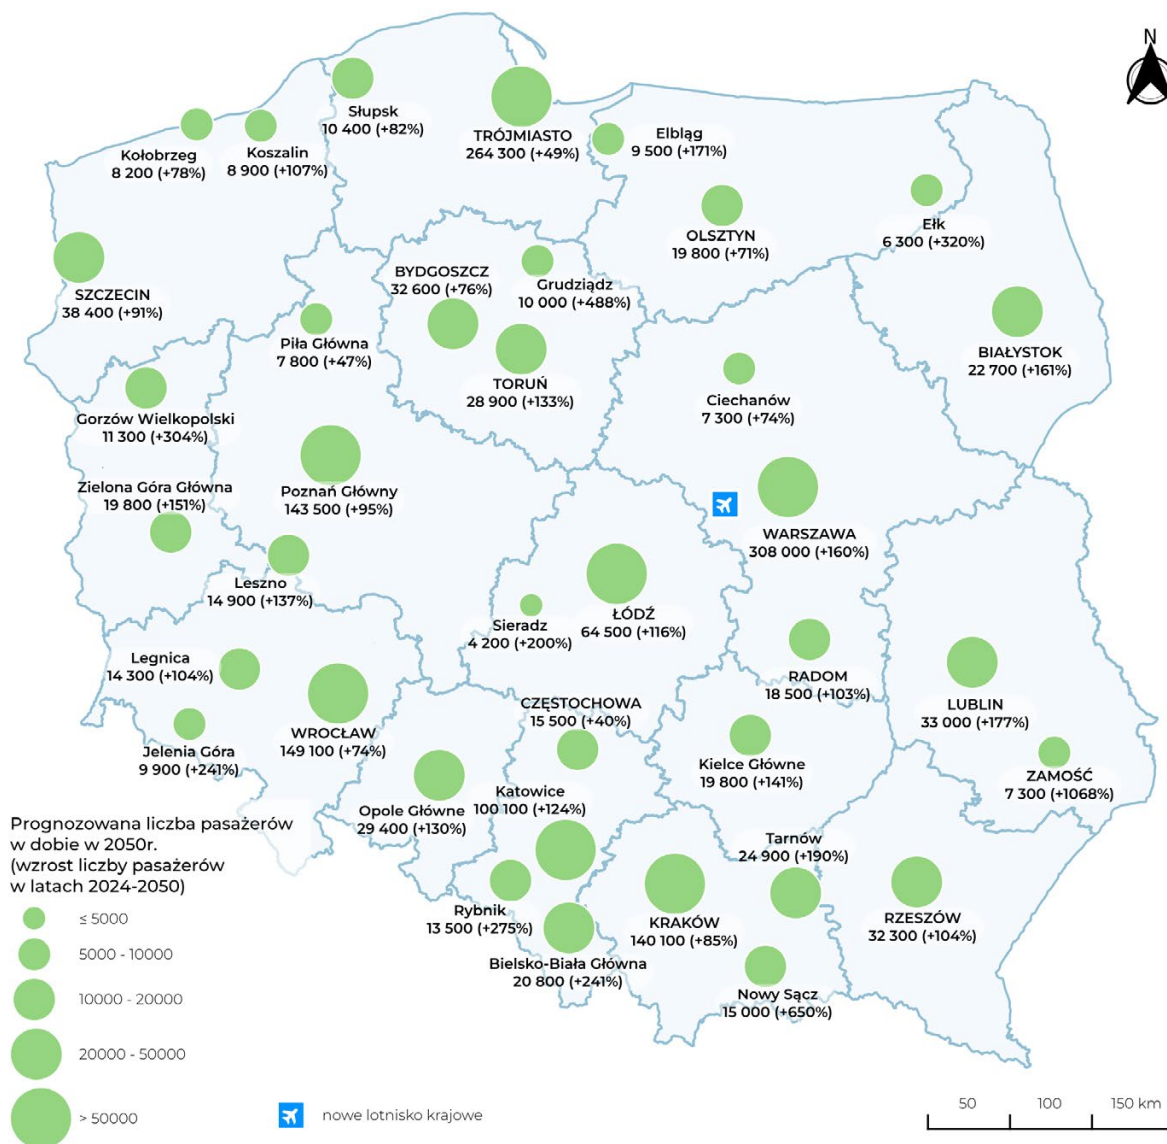 N
Słupsk
10 400 (+82%)
TRÓJMIASTO
264 300 (+49%)
Elbląg
9 500 (+171%)
Kołobrzeg
8 200 (+78%)
Koszalin
8 900 (+107%)
Ełk
6 300 (+320%)
OLSZTYN
19 800 (+71%)
BYDGOSZCZ
32 600 (+76%)
Grudziądz
10 000 (+488%)
SZCZECIN
38 400 (+91%)
Piła Główna
7 800 (+47%)
BIAŁYSTOK
22 700 (+161%)
TORUŃ
28 900 (+133%)
Ciechanów
7 300 (+74%)
Gorzów Wielkopolski
11 300 (+304%)
Zielona Góra Główna
19 800 (+151%)
Poznań Główny
143 500 (+95%)
WARSZAWA
308 000 (+160%)
Leszno
14 900 (+137%)
Sieradz
4 200 (+200%)
ŁÓDŹ
64 500 (+116%)
Legnica
14 300 (+104%)
RADOM
18 500 (+103%)
LUBLIN
33 000 (+177%)
CZĘSTOCHOWA
15 500 (+40%)
WROCŁAW
149 100 (+74%)
Jelenia Góra
9 900 (+241%)
Kielce Główne
19 800 (+141%)
ZAMOŚĆ
7 300 (+1068%)
Katowice
100 100 (+124%)
Opole Główne
29 400 (+130%)
Tarnów
24 900 (+190%)
Rybnik
13 500 (+275%)
KRAKÓW
140 100 (+85%)
RZESZÓW
32 300 (+104%)
Bielsko-Biała Główna
20 800 (+241%)
Nowy Sącz
15 000 (+650%)
Prognozowana liczba pasażerów
w dobie w 2050r.
(wzrost liczby pasażerów
w latach 2024-2050)
≤ 5000
5000 - 10000
10000 - 20000
20000 - 50000
> 50000
nowe lotnisko krajowe
50 100 150 km